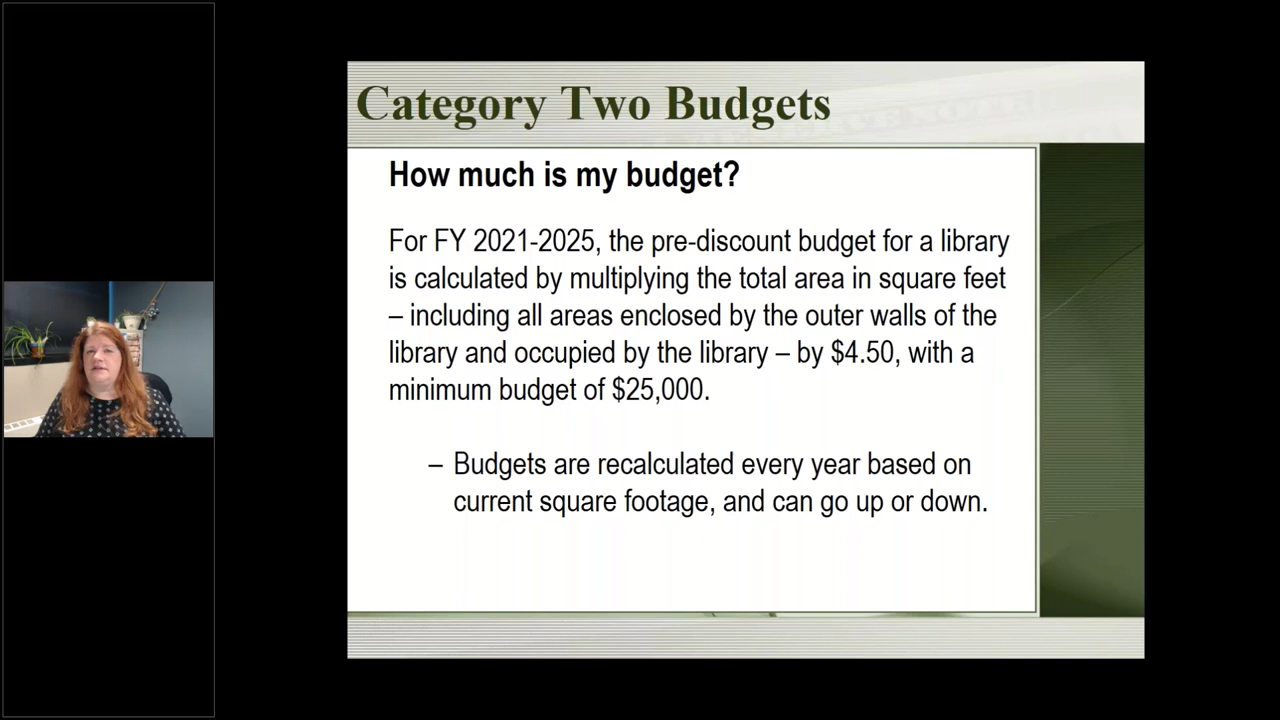 Category Two Budgets
How much is my budget?
For FY 2021-2025, the pre-discount budget for a library
is calculated by multiplying the total area in square feet
– including all areas enclosed by the outer walls of the
library and occupied by the library – by $4.50, with a
minimum budget of $25,000.
– Budgets are recalculated every year based on
current square footage, and can go up or down.